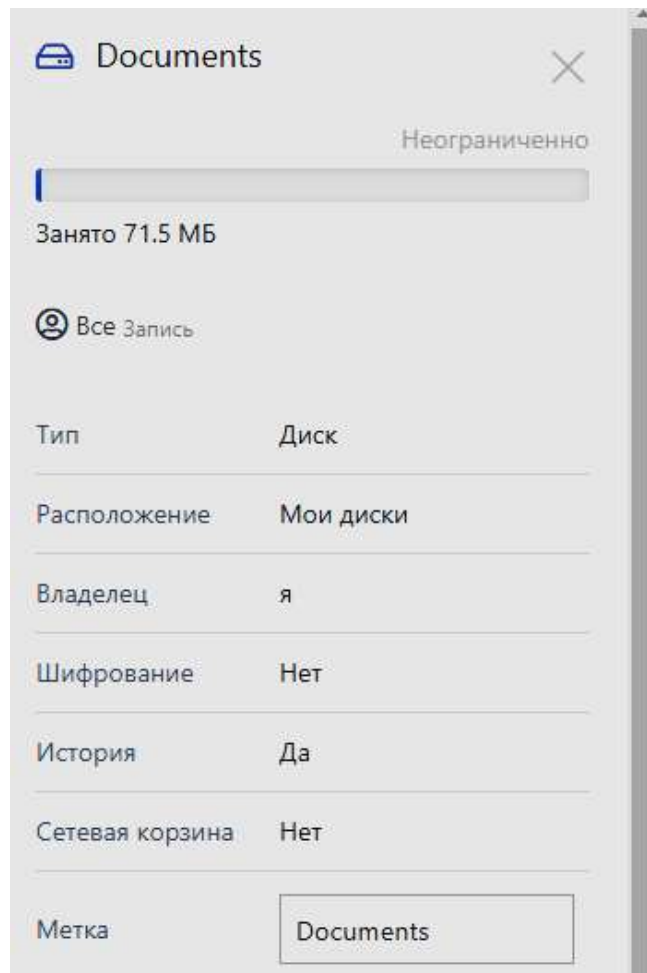 Documents
Неограниченно
Занято 71.5 МБ
Все Запись
Тип Диск
Расположение Мои диски
Владелец я
Шифрование Нет
История Да
Сетевая корзина Нет
Метка Documents